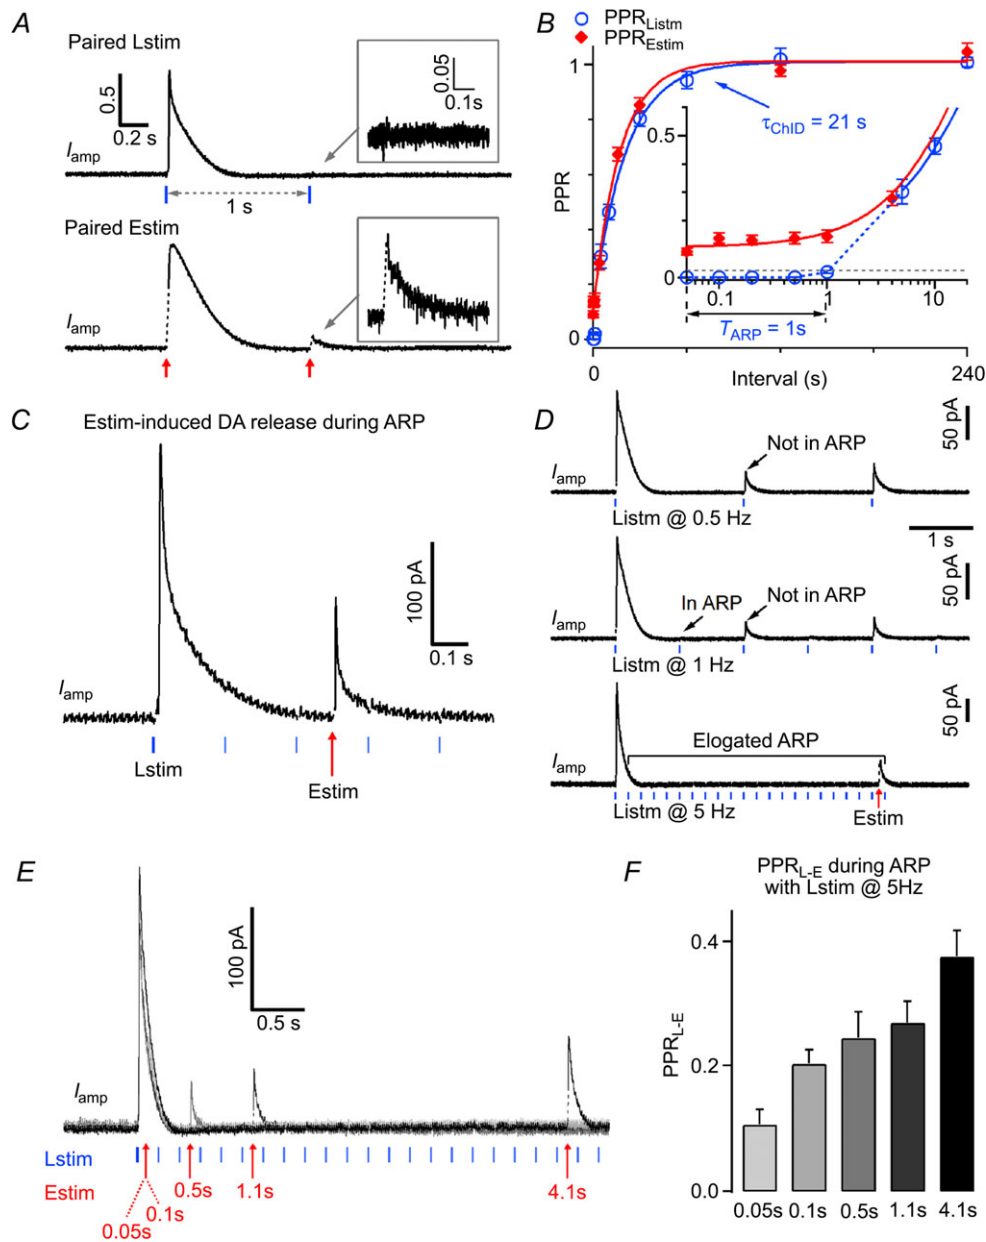 A
Paired Lstim
0.5
0.2 s
0.05
0.1s
Iamp
1 s
Paired Estim
Iamp
B
PPRListm
PPREstim
1
PPR
0
τChID = 21 s
0.5
0
0.1
1
10
TARP = 1s
0
Interval (s)
240
C
Estim-induced DA release during ARP
100 pA
0.1 s
Iamp
Lstim
Estim
D
50 pA
Not in ARP
Iamp
Listm @ 0.5 Hz
1 s
50 pA
In ARP
Not in ARP
Iamp
Listm @ 1 Hz
50 pA
Elogated ARP
Iamp
Listm @ 5 Hz
Estim
E
100 pA
0.5 s
Iamp
Lstim
Estim
0.5s
1.1s
4.1s
0.1s
0.05s
F
PPRL-E during ARP
with Lstim @ 5Hz
0.4
PPRL-E
0.2
0.0
0.05s
0.1s
0.5s
1.1s
4.1s